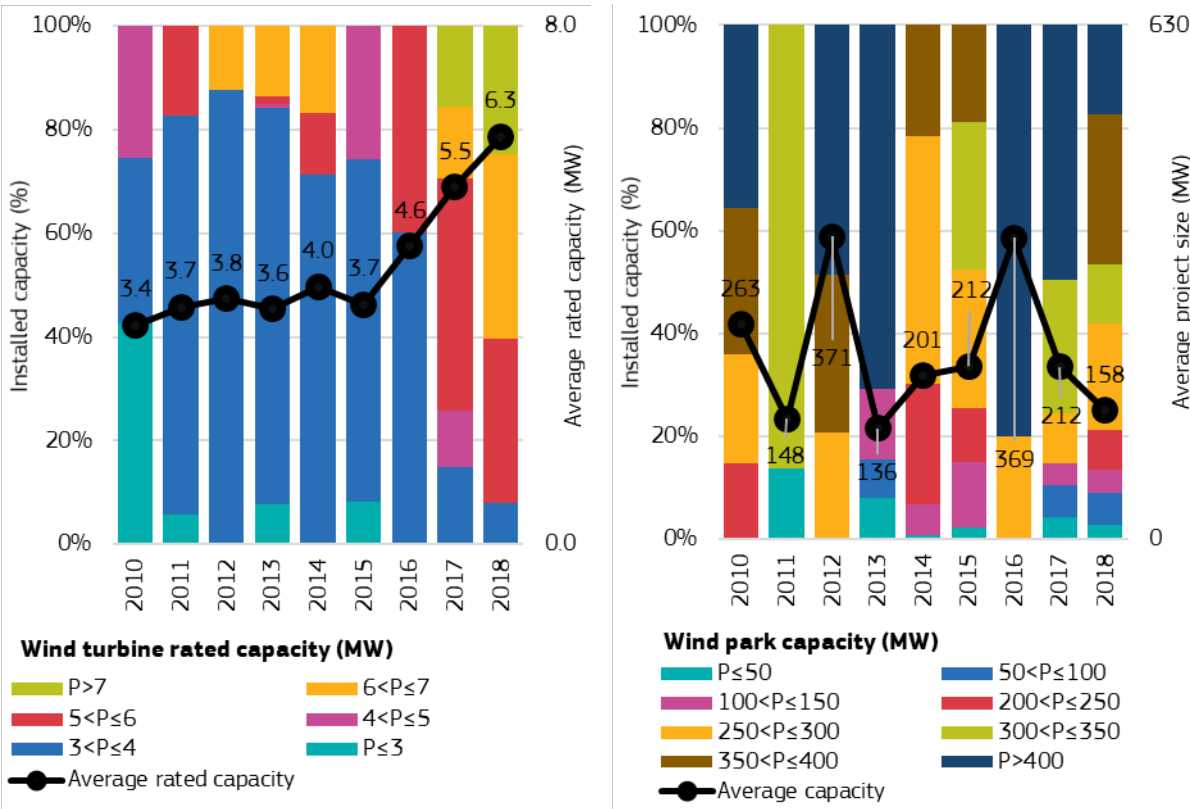 100%
80%
60%
40%
20%
0%
Installed capacity (%)
8.0
0.0
Average rated capacity (MW)
3.4
3.7
3.8
3.6
4.0
3.7
4.6
5.5
6.3
2010
2011
2012
2013
2014
2015
2016
2017
2018
Wind turbine rated capacity (MW)
P>7
6<P≤7
5<P≤6
4<P≤5
3<P≤4
P≤3
Average rated capacity
100%
80%
60%
40%
20%
0%
Installed capacity (%)
630
0
Average project size (MW)
263
148
371
136
201
212
369
212
158
2010
2011
2012
2013
2014
2015
2016
2017
2018
Wind park capacity (MW)
P≤50
50<P≤100
100<P≤150
200<P≤250
250<P≤300
300<P≤350
350<P≤400
P>400
Average capacity